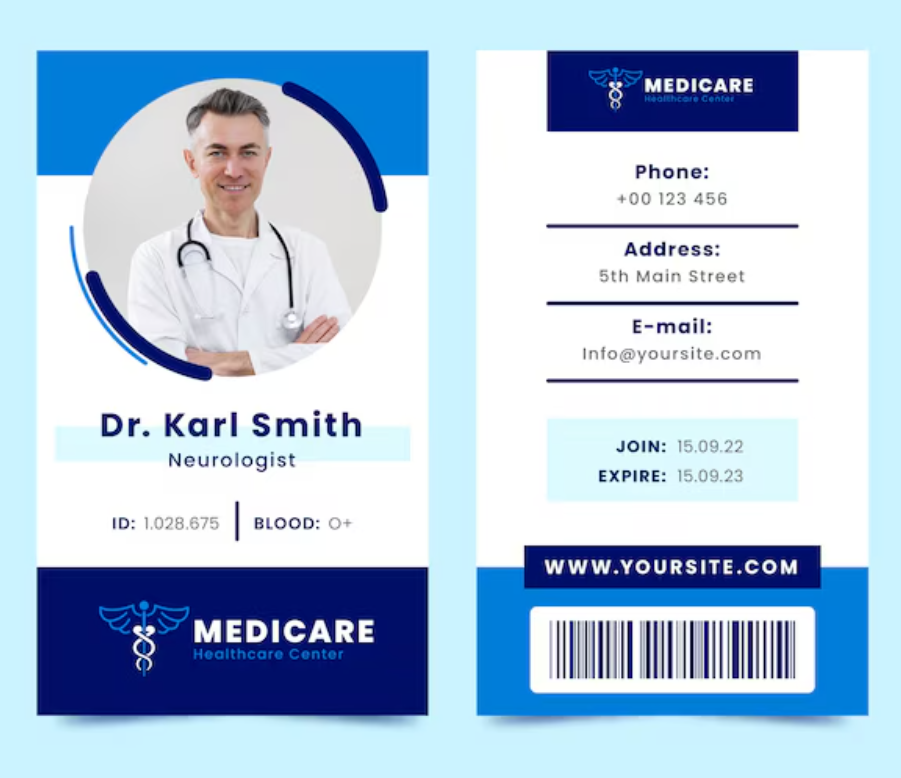 Dr. Karl Smith
Neurologist
ID: 1.028.675
BLOOD: O+
MEDICARE
Healthcare Center
MEDICARE
Healthcare Center
Phone:
+00 123 456
Address:
5th Main Street
E-mail:
Info@yoursite.com
JOIN: 15.09.22
EXPIRE: 15.09.23
WWW.YOURSITE.COM